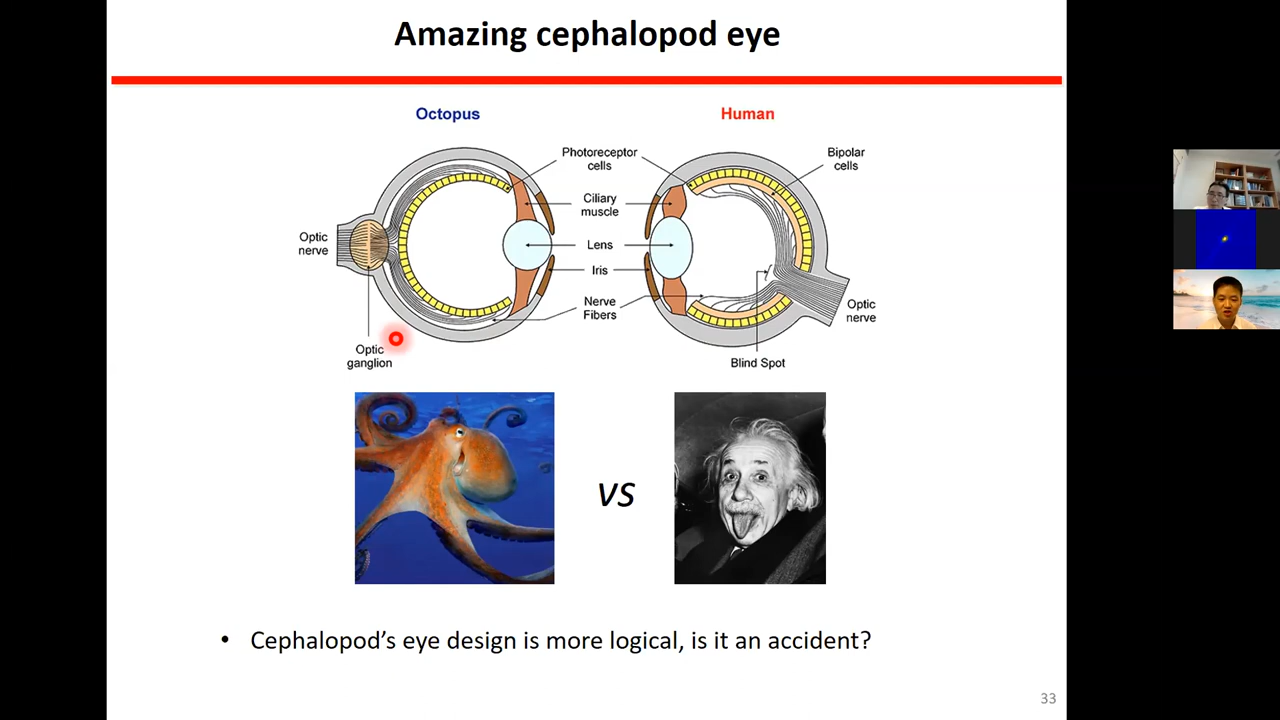 Amazing cephalopod eye
Octopus
Human
Photoreceptor
cells
Bipolar
cells
Ciliary
muscle
Optic
nerve
Lens
Iris
Nerve
Fibers
Optic
nerve
Optic
ganglion
Blind Spot
VS
• Cephalopod's eye design is more logical, is it an accident?
33